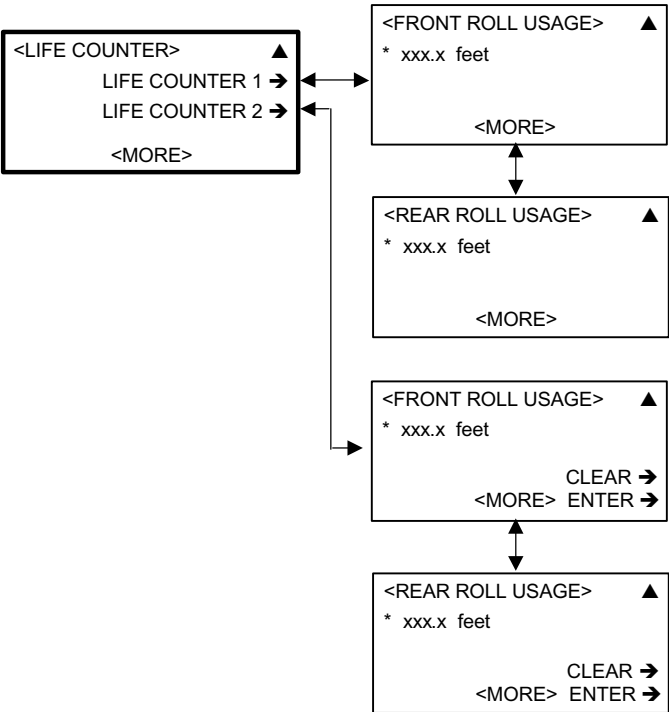 <LIFE COUNTER> ▲
LIFE COUNTER 1 ➔
LIFE COUNTER 2 ➔
<MORE>
<FRONT ROLL USAGE> ▲
* xxx.x feet
<MORE>
<REAR ROLL USAGE> ▲
* xxx.x feet
<MORE>
<FRONT ROLL USAGE> ▲
* xxx.x feet
CLEAR ➔
<MORE> ENTER ➔
<REAR ROLL USAGE> ▲
* xxx.x feet
CLEAR ➔
<MORE> ENTER ➔